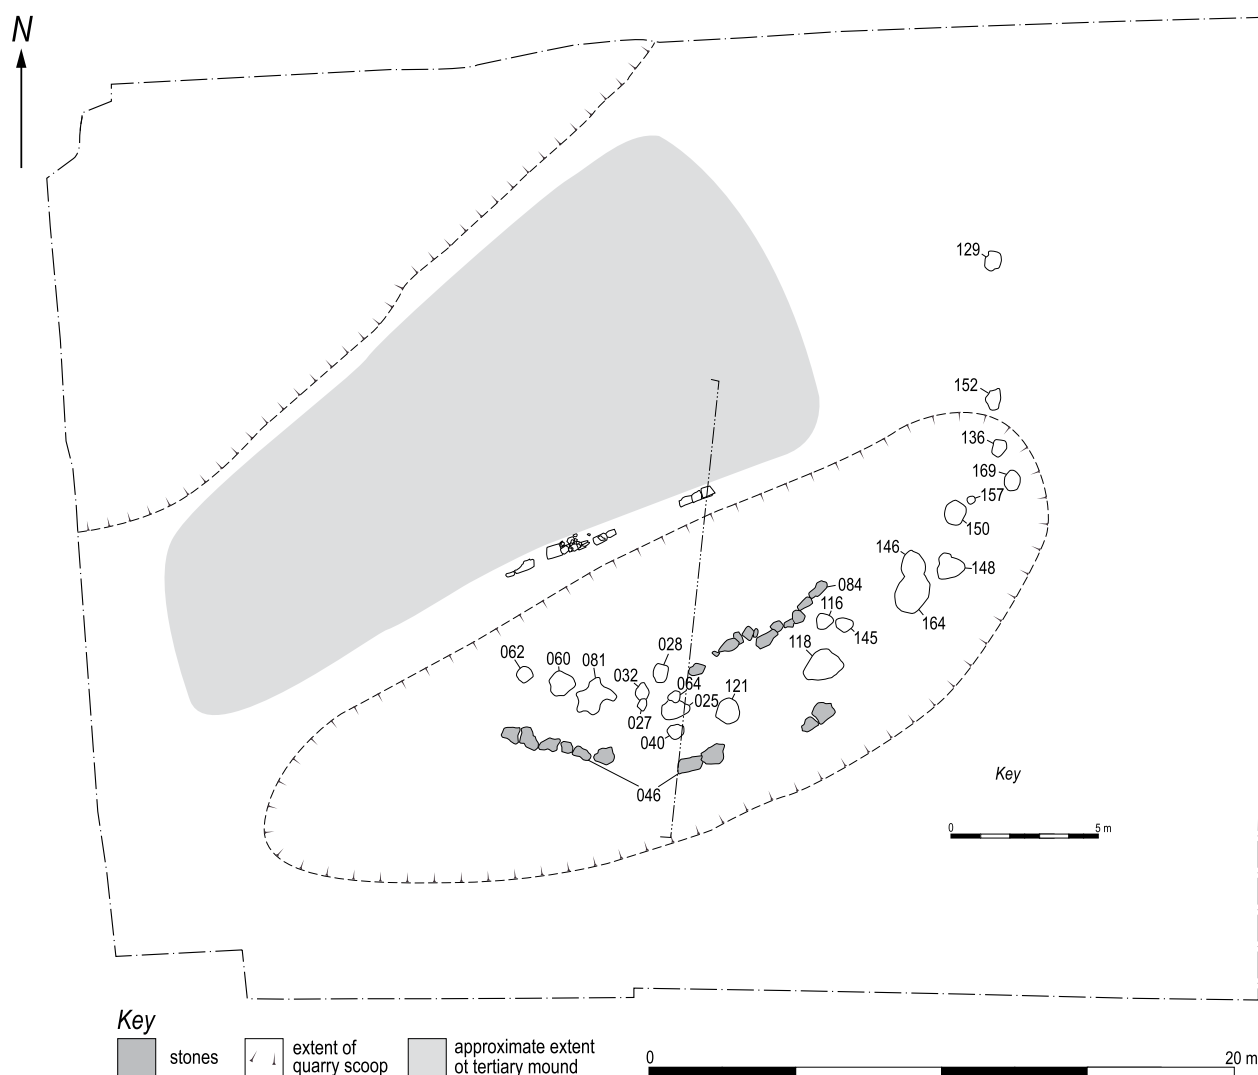 N
129
152
136
169
157
150
146
148
164
084
116
145
118
028
062
060
081
032
064
025
121
027
040
046
Key
0
5 m
Key
stones
extent of
quarry scoop
approximate extent
ot tertiary mound
0
20 m